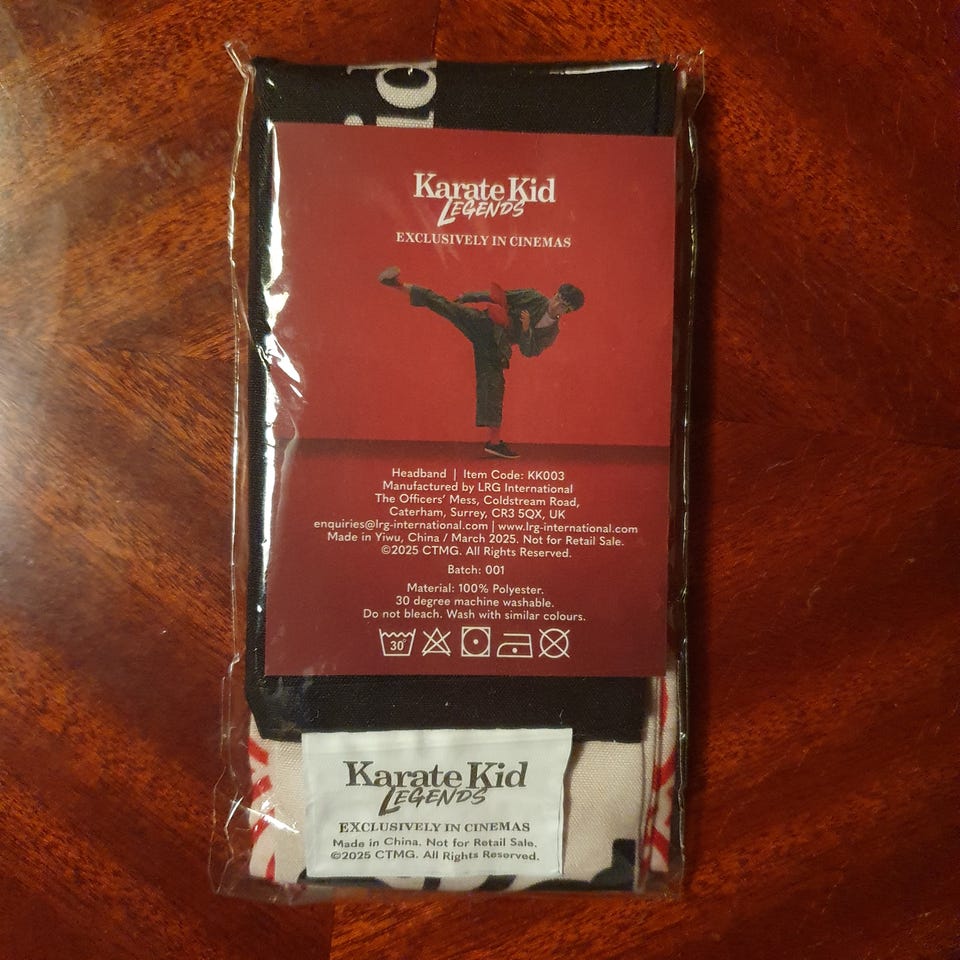 id
Karate Kid
LEGENDS
EXCLUSIVELY IN CINEMAS
Headband | Item Code: KK003
Manufactured by LRG International
The Officers' Mess, Coldstream Road,
Caterham, Surrey, CR3 5QX, UK
enquiries@lrg-international.com | www.lrg-international.com
Made in Yiwu, China / March 2025. Not for Retail Sale.
©2025 CTMG. All Rights Reserved.
Batch: 001
Material: 100% Polyester.
30 degree machine washable.
Do not bleach. Wash with similar colours.
30°
Karate Kid
LEGENDS
EXCLUSIVELY IN CINEMAS
Made in China. Not for Retail Sale.
©2025 CTMG. All Rights Reserved.